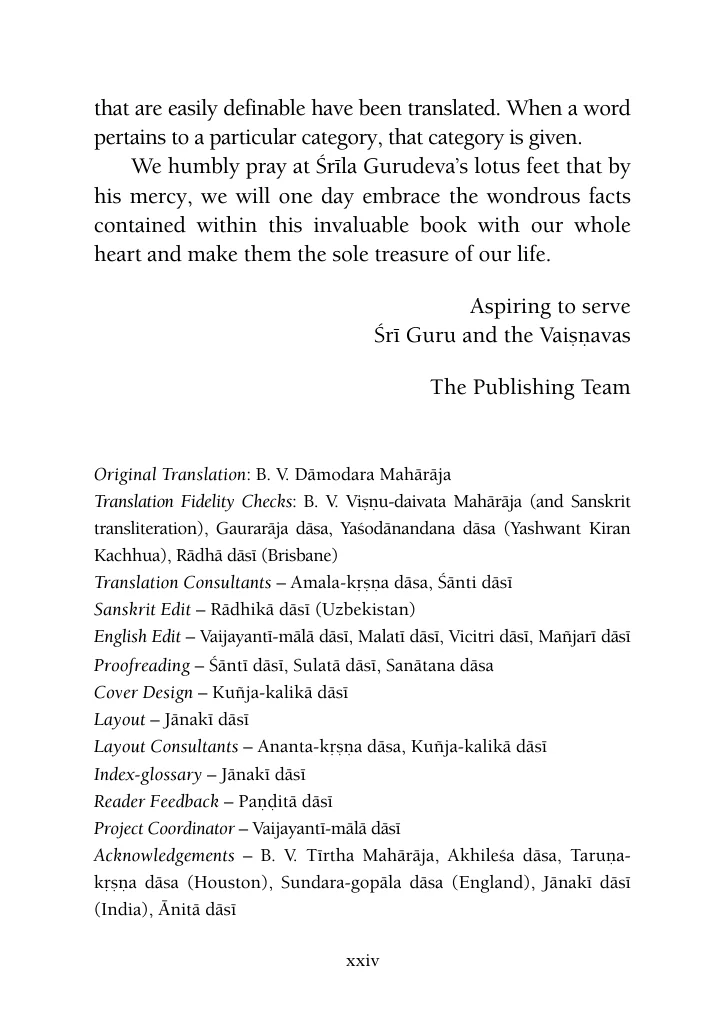 that are easily definable have been translated. When a word
pertains to a particular category, that category is given.
We humbly pray at Śrīla Gurudeva’s lotus feet that by
his mercy, we will one day embrace the wondrous facts
contained within this invaluable book with our whole
heart and make them the sole treasure of our life.
Aspiring to serve
Śrī Guru and the Vaiṣṇavas
The Publishing Team
Original Translation: B. V. Dāmodara Mahārāja
Translation Fidelity Checks: B. V. Viṣṇu-daivata Mahārāja (and Sanskrit
transliteration), Gaurarāja dāsa, Yaśodānandana dāsa (Yashwant Kiran
Kachhua), Rādhā dāsī (Brisbane)
Translation Consultants – Amala-kṛṣṇa dāsa, Śānti dāsī
Sanskrit Edit – Rādhikā dāsī (Uzbekistan)
English Edit – Vaijayantī-mālā dāsī, Malatī dāsī, Vicitri dāsī, Mañjarī dāsī
Proofreading – Śāntī dāsī, Sulatā dāsī, Sanātana dāsa
Cover Design – Kuñja-kalikā dāsī
Layout – Jānakī dāsī
Layout Consultants – Ananta-kṛṣṇa dāsa, Kuñja-kalikā dāsī
Index-glossary – Jānakī dāsī
Reader Feedback – Paṇḍitā dāsī
Project Coordinator – Vaijayantī-mālā dāsī
Acknowledgements – B. V. Tīrtha Mahārāja, Akhileśa dāsa, Taruṇa-
kṛṣṇa dāsa (Houston), Sundara-gopāla dāsa (England), Jānakī dāsī
(India), Ānitā dāsī
xxiv